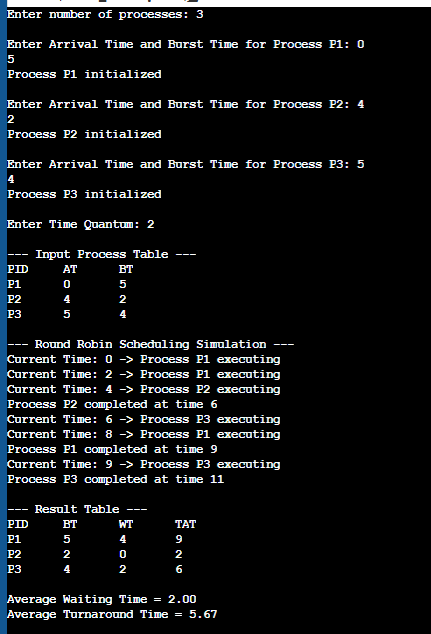 Enter number of processes: 3
Enter Arrival Time and Burst Time for Process P1: 0
5
Process P1 initialized
Enter Arrival Time and Burst Time for Process P2: 4
2
Process P2 initialized
Enter Arrival Time and Burst Time for Process P3: 5
4
Process P3 initialized
Enter Time Quantum: 2
--- Input Process Table ---
PID AT BT
P1 0 5
P2 4 2
P3 5 4
--- Round Robin Scheduling Simulation ---
Current Time: 0 -> Process P1 executing
Current Time: 2 -> Process P1 executing
Current Time: 4 -> Process P2 executing
Process P2 completed at time 6
Current Time: 6 -> Process P3 executing
Current Time: 8 -> Process P1 executing
Process P1 completed at time 9
Current Time: 9 -> Process P3 executing
Process P3 completed at time 11
--- Result Table ---
PID BT WT TAT
P1 5 4 9
P2 2 0 2
P3 4 2 6
Average Waiting Time = 2.00
Average Turnaround Time = 5.67